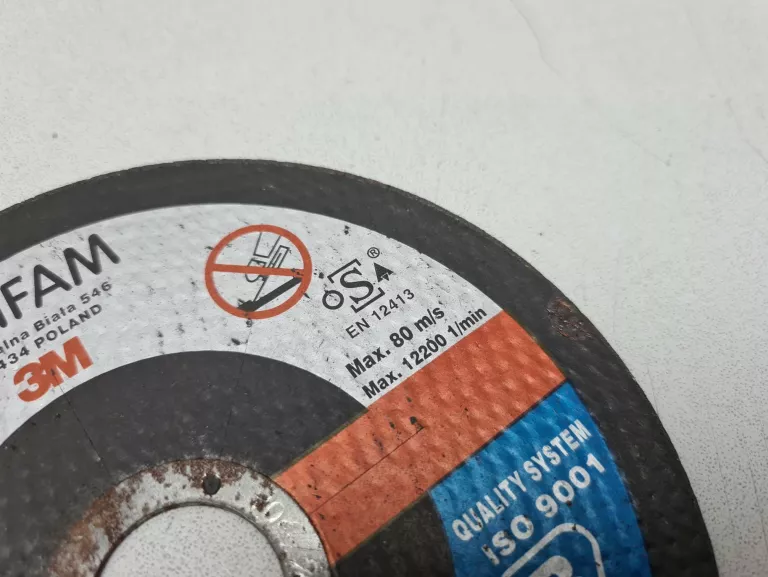 IFAM
lna Biała 546
434 POLAND
3M
oSA®
EN 12413
Max. 80 m/s
Max. 12200 1/min
QUALITY SYSTEM
ISO 9001